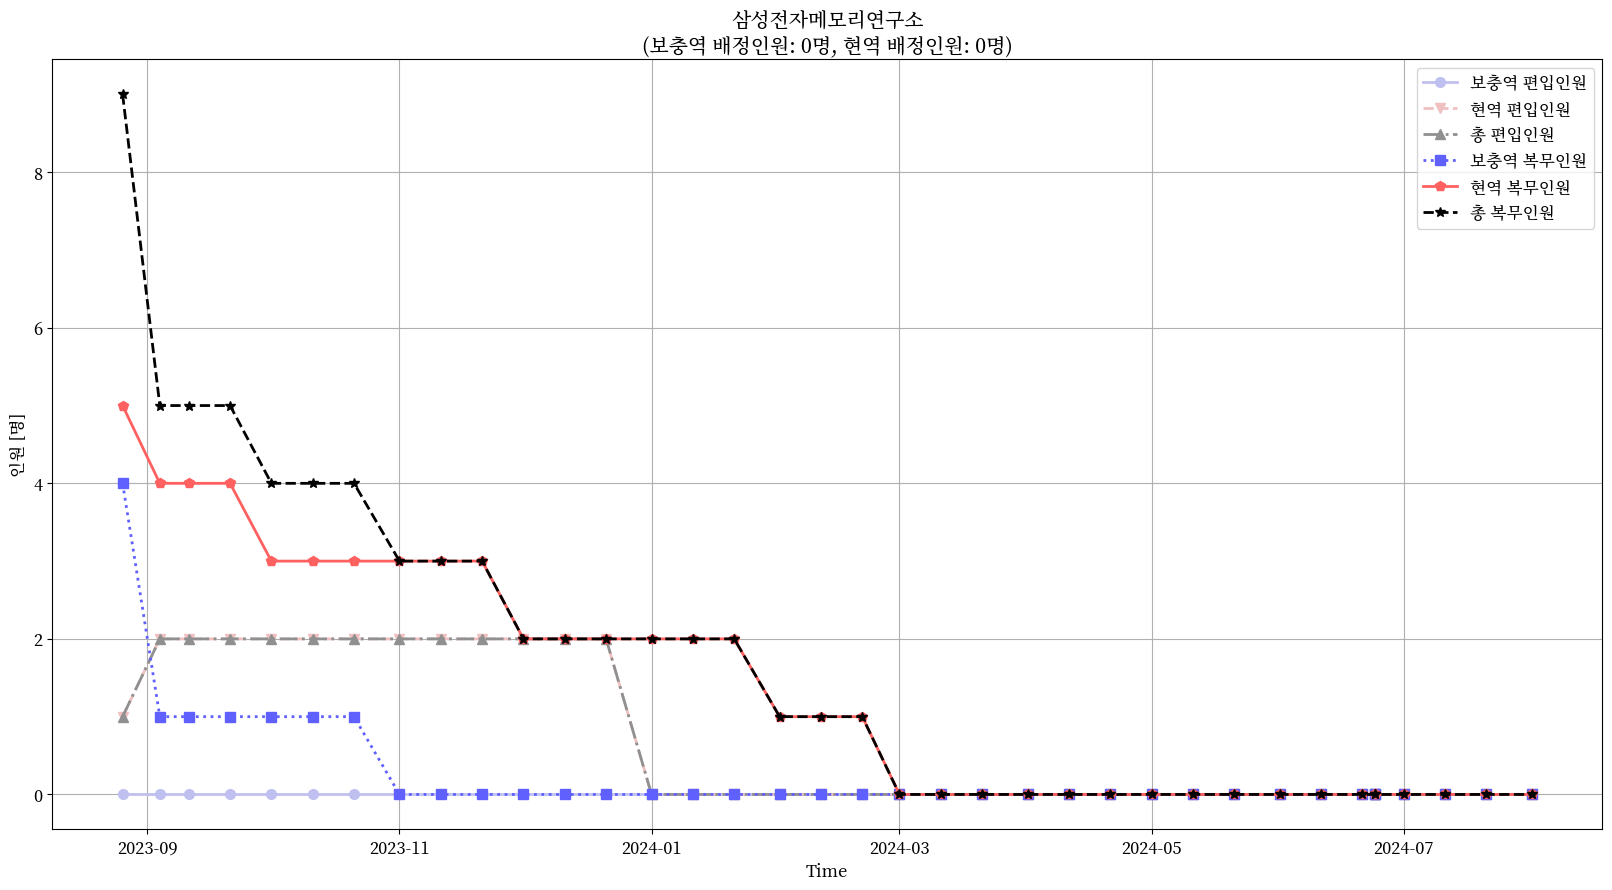 삼성전자메모리연구소
(보충역 배정인원: 0명, 현역 배정인원: 0명)
보충역 편입인원
현역 편입인원
총 편입인원
보충역 복무인원
현역 복무인원
총 복무인원
인원 [명]
8
6
4
2
0
2023-09
2023-11
2024-01
2024-03
2024-05
2024-07
Time